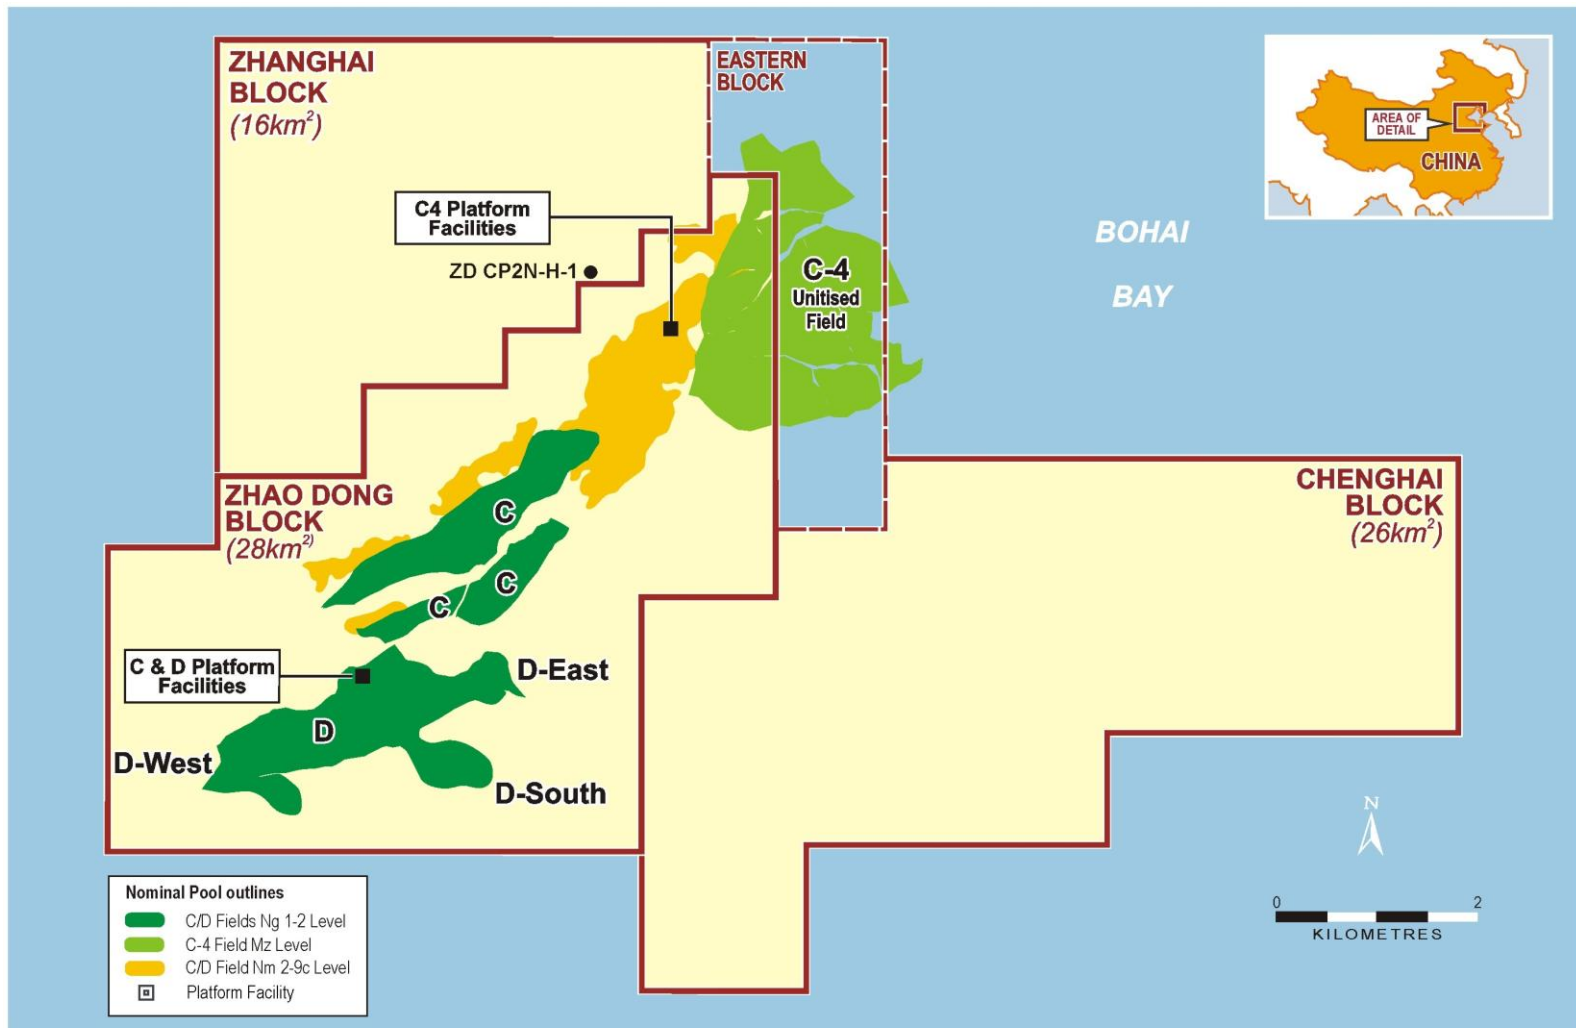 ZHANGHAI
BLOCK
(16km²)
EASTERN
BLOCK
AREA OF
DETAIL
CHINA
C4 Platform
Facilities
ZD CP2N-H-1
BOHAI
BAY
C-4
Unitised
Field
ZHAO DONG
BLOCK
(28km²)
CHENGHAI
BLOCK
(26km²)
C
C
C
C & D Platform
Facilities
D-East
D
D-West
D-South
Nominal Pool outlines
C/D Fields Ng 1-2 Level
C-4 Field Mz Level
C/D Field Nm 2-9c Level
Platform Facility
N
0 2
KILOMETRES